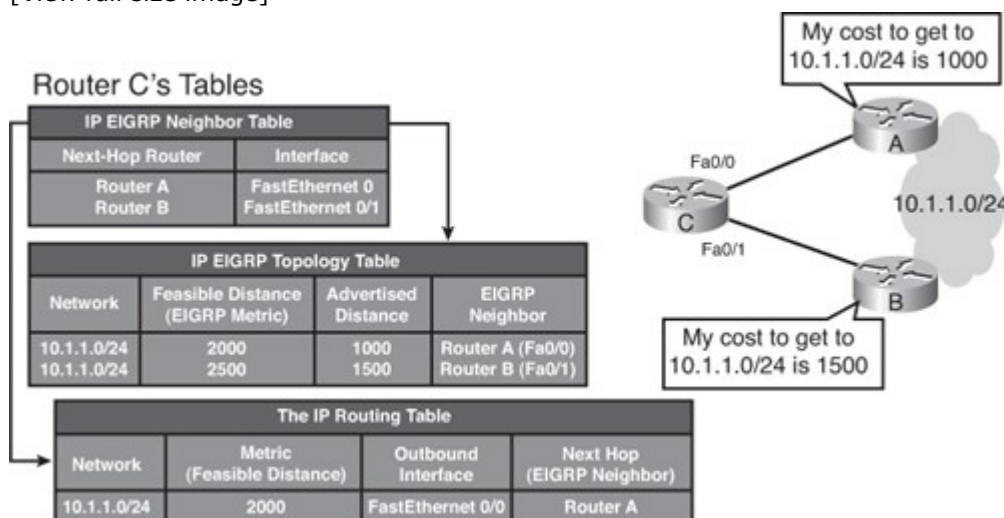 [View full size image]
Router C's Tables
IP EIGRP Neighbor Table
Next-Hop Router Interface
Router A FastEthernet 0
Router B FastEthernet 0/1
IP EIGRP Topology Table
Network Feasible Distance (EIGRP Metric) Advertised Distance EIGRP Neighbor
10.1.1.0/24 2000 1000 Router A (Fa0/0)
10.1.1.0/24 2500 1500 Router B (Fa0/1)
The IP Routing Table
Network Metric (Feasible Distance) Outbound Interface Next Hop (EIGRP Neighbor)
10.1.1.0/24 2000 FastEthernet 0/0 Router A
My cost to get to
10.1.1.0/24 is 1000
A
Fa0/0
C
10.1.1.0/24
Fa0/1
B
My cost to get to
10.1.1.0/24 is 1500